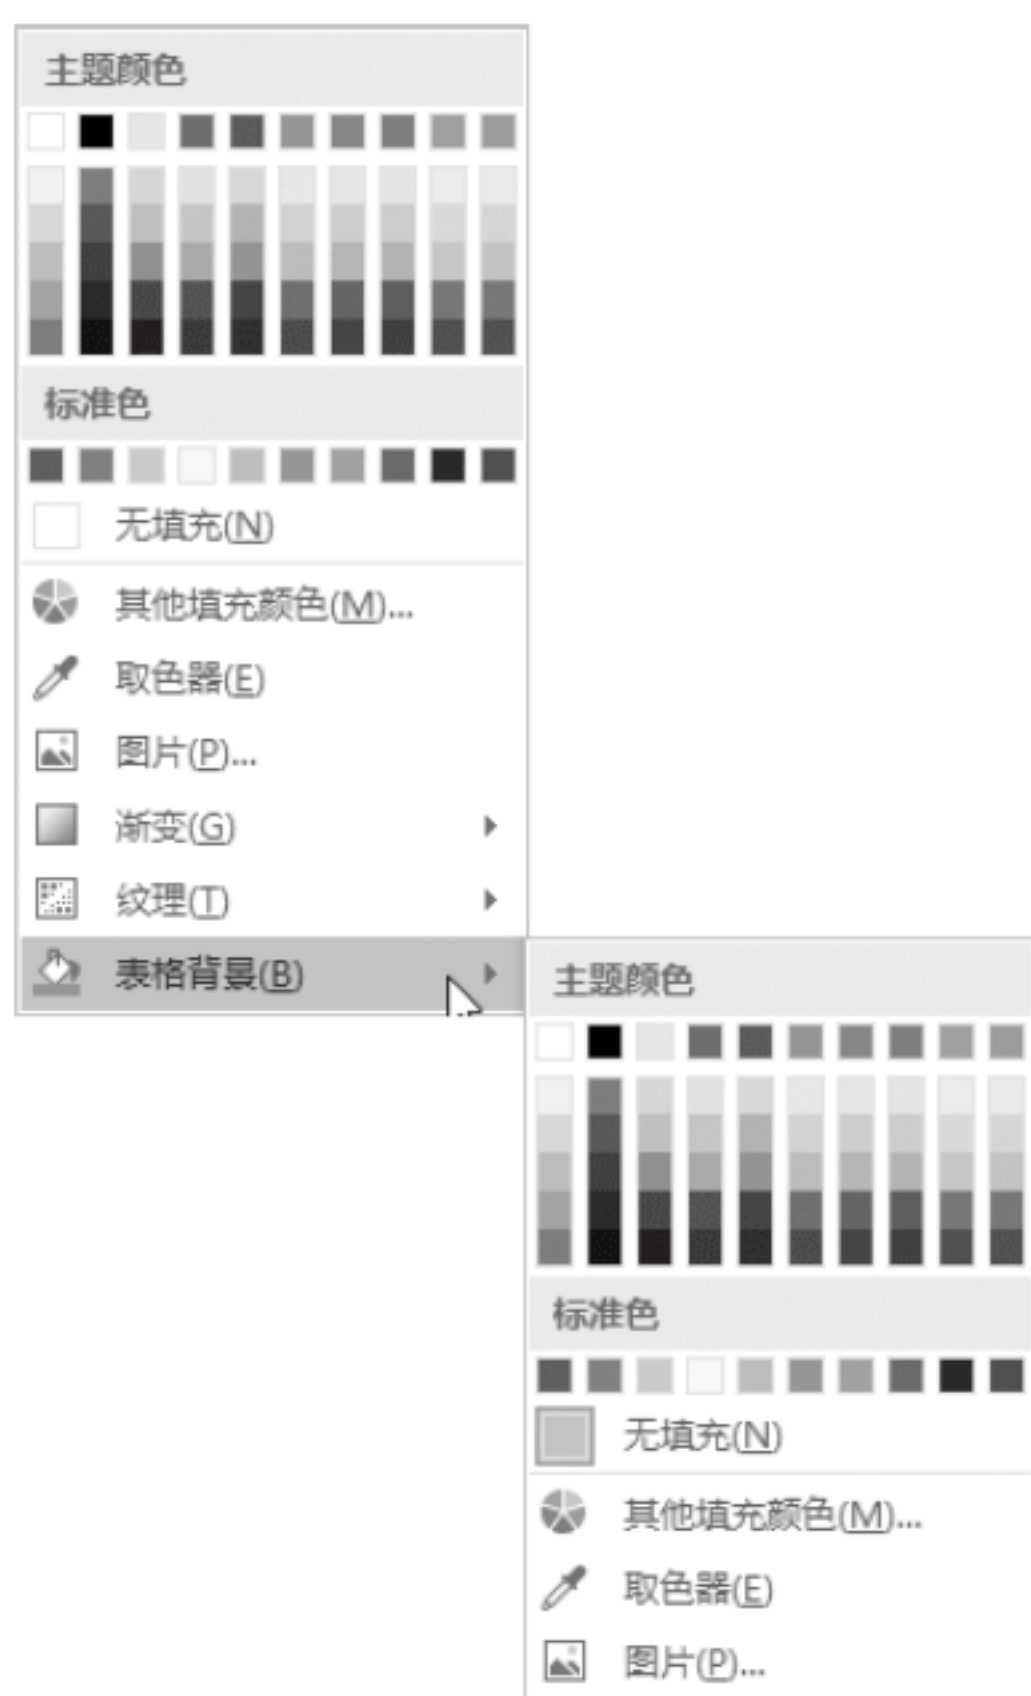 主题颜色
标准色
无填充(N)
其他填充颜色(M)...
取色器(E)
图片(P)...
渐变(G)
纹理(T)
表格背景(B)
主题颜色
标准色
无填充(N)
其他填充颜色(M)...
取色器(E)
图片(P)...